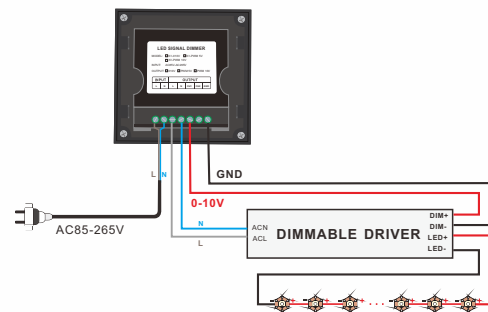 LED SIGNAL DIMMER
INPUT OUTPUT
L N
GND
0-10V
AC85-265V
N
L
ACN
ACL
DIMMABLE DRIVER
DIM+
DIM-
LED+
LED-